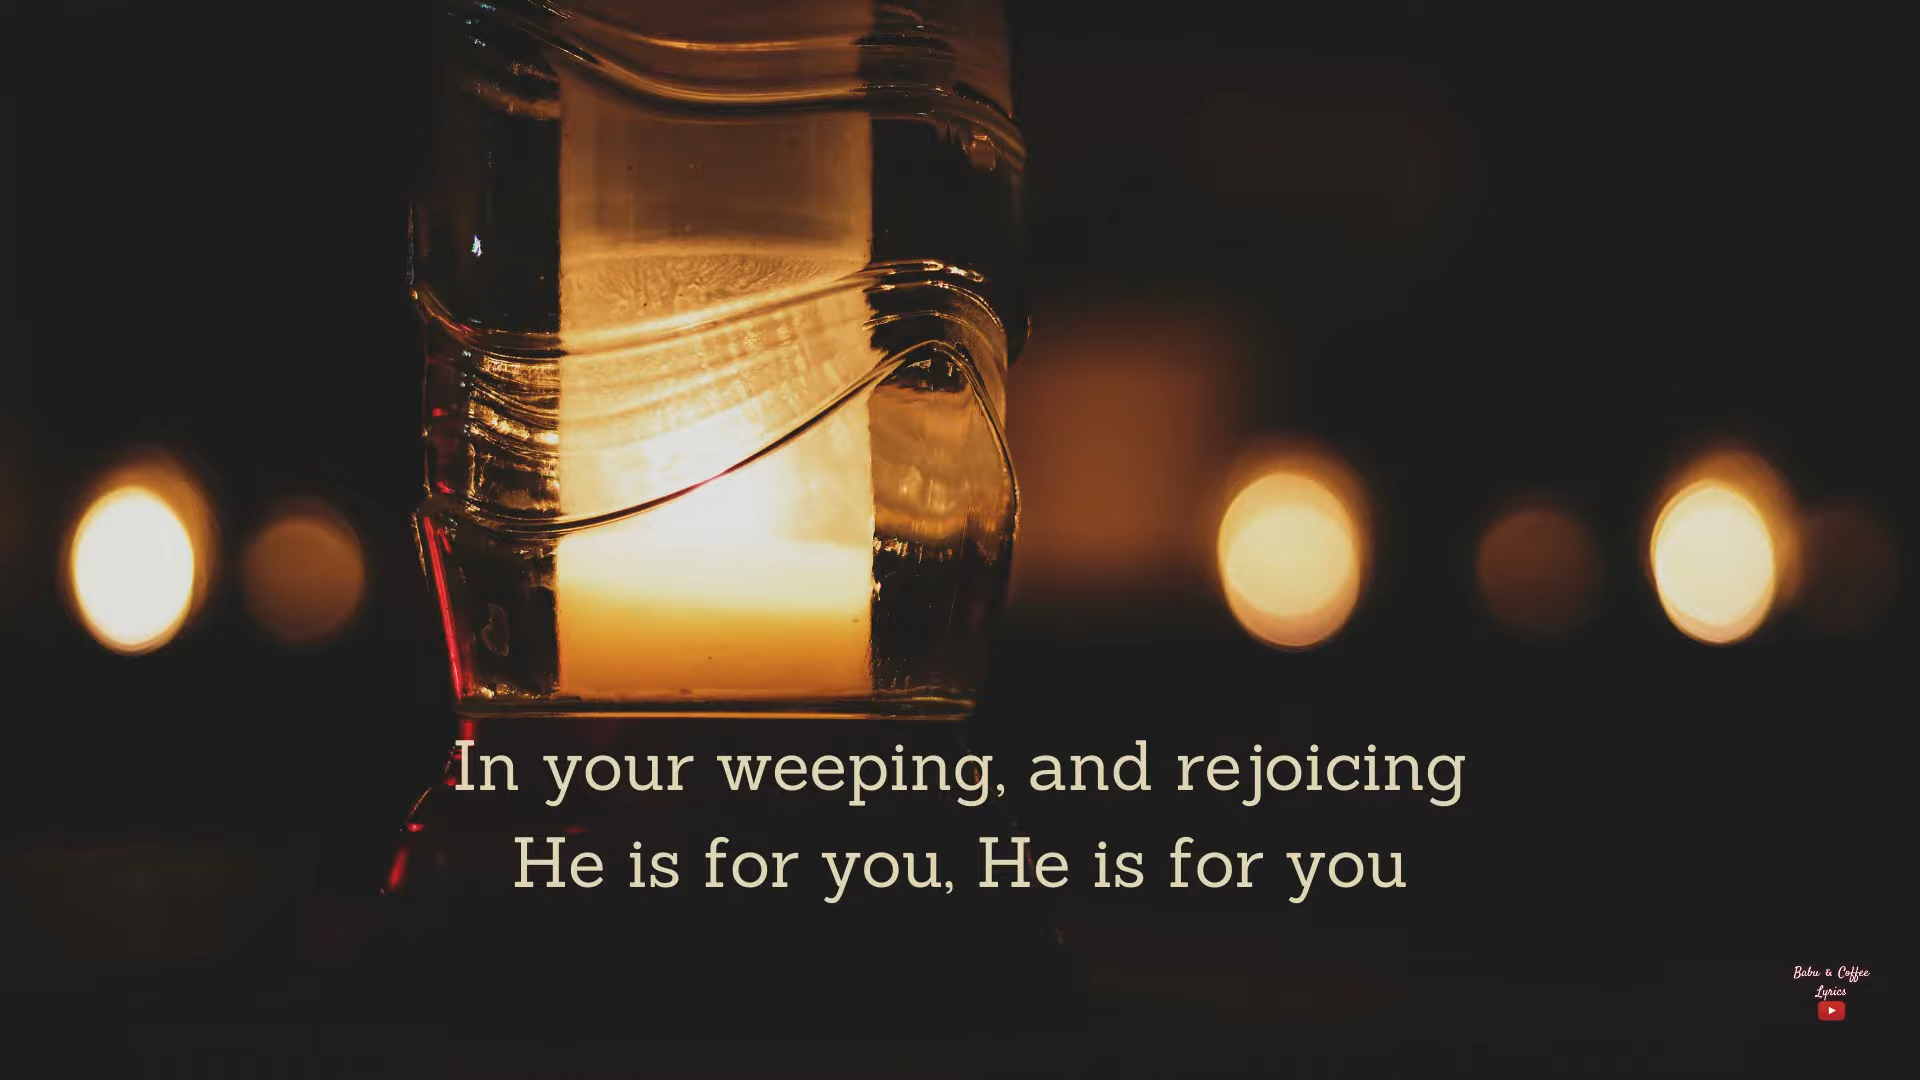 In your weeping, and rejoicing
He is for you, He is for you
Babu & Coffee
Lyrics